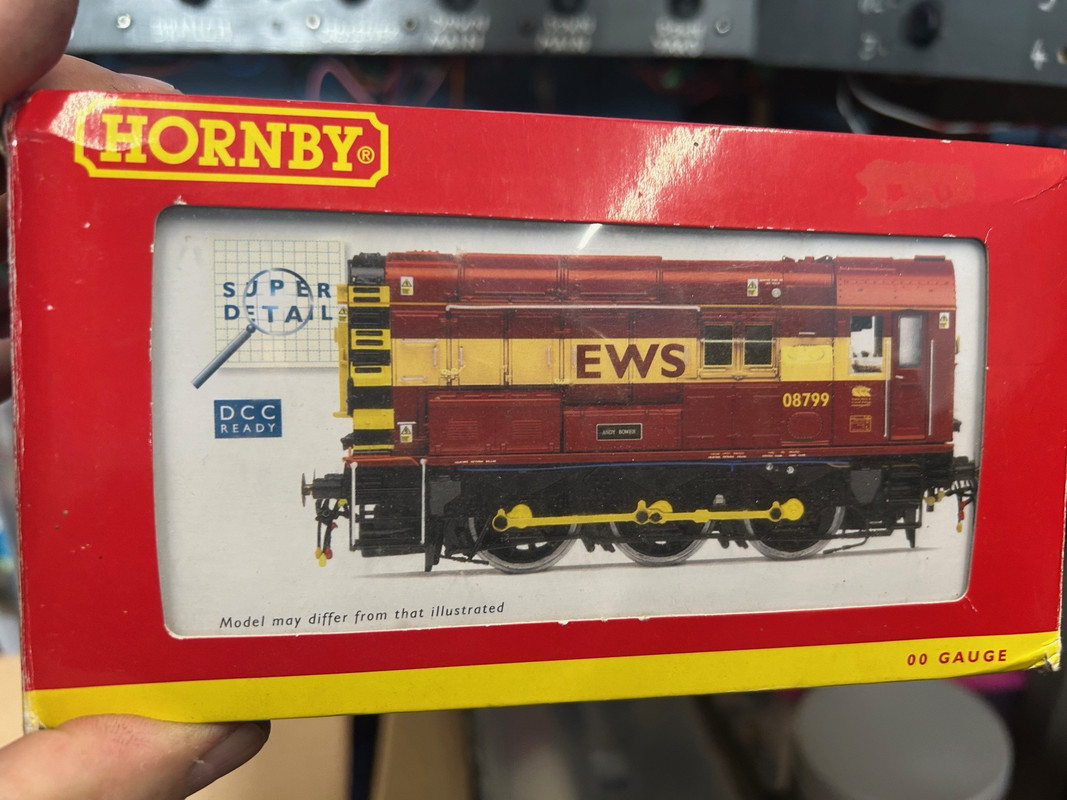 HORNBY®
SUPER
DETAIL
DCC
READY
EWS
08799
ANDY BOWER
Model may differ from that illustrated
00 GAUGE